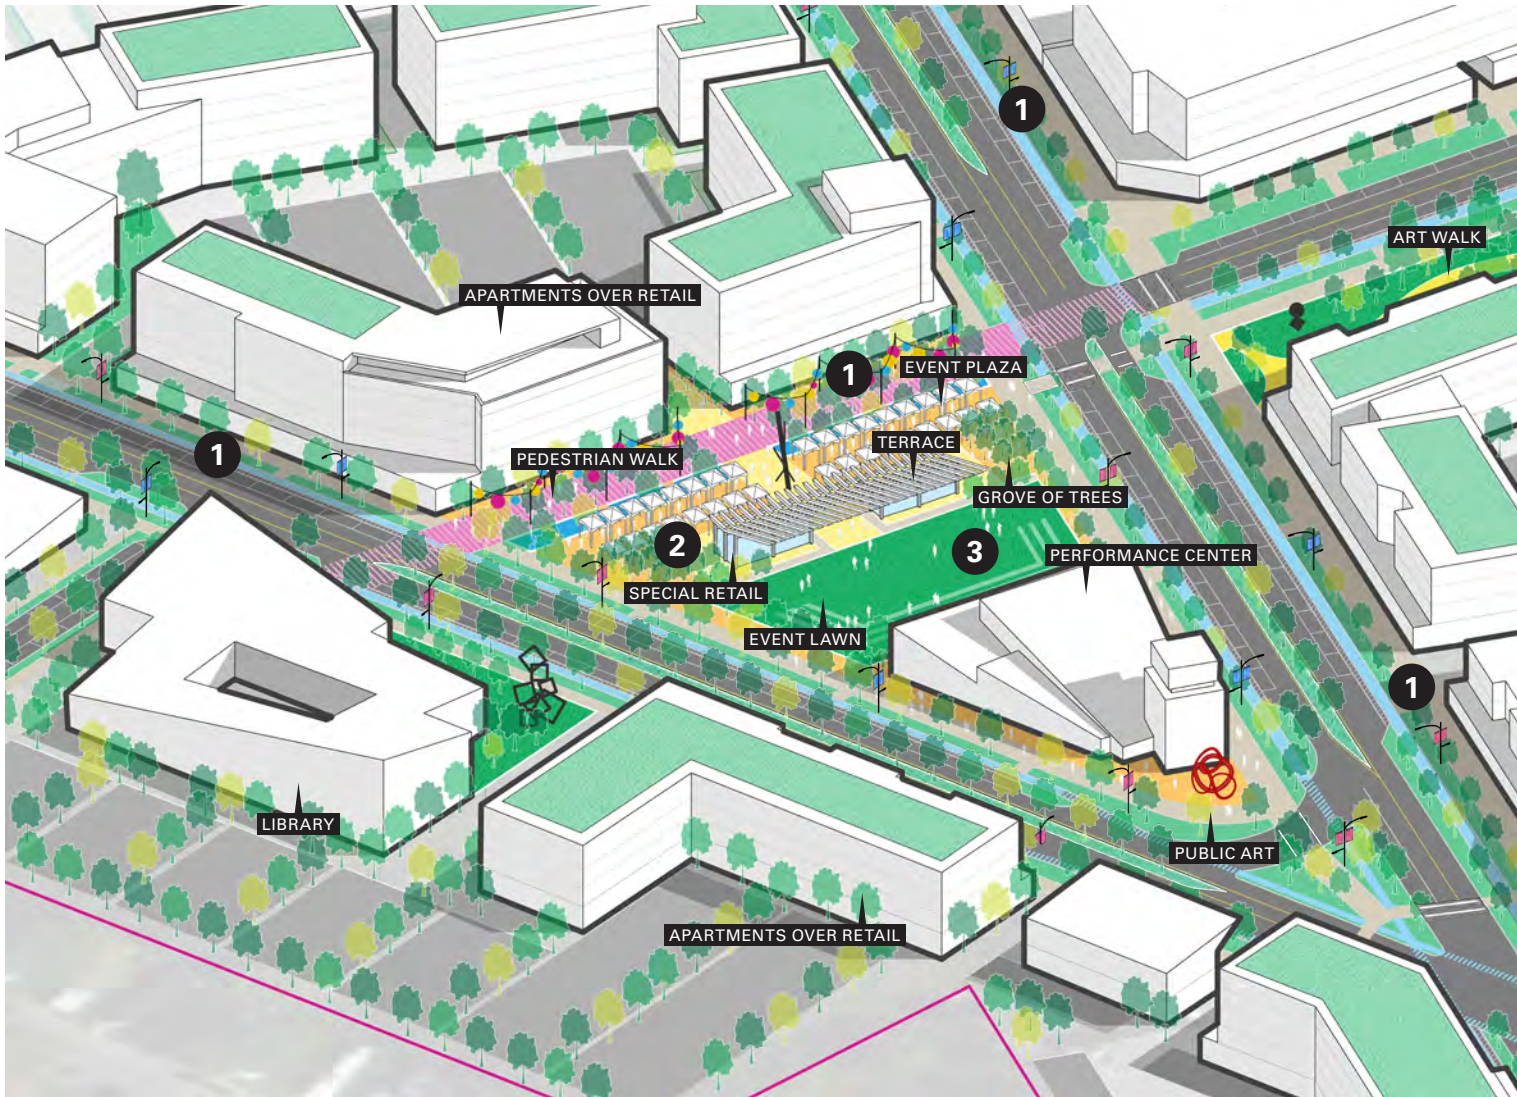 1
ART WALK
APARTMENTS OVER RETAIL
1
EVENT PLAZA
TERRACE
1
PEDESTRIAN WALK
GROVE OF TREES
2
3
PERFORMANCE CENTER
SPECIAL RETAIL
EVENT LAWN
1
LIBRARY
PUBLIC ART
APARTMENTS OVER RETAIL